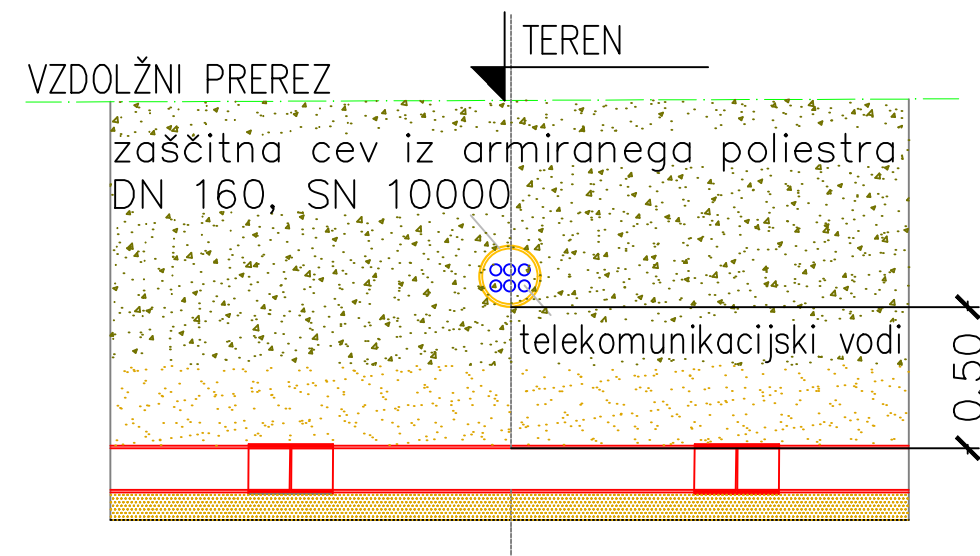 TEREN
VZDOLŽNI PREREZ
zaščitna cev iz armiranega poliestra
DN 160, SN 10000
telekomunikacijski vodi
0,50